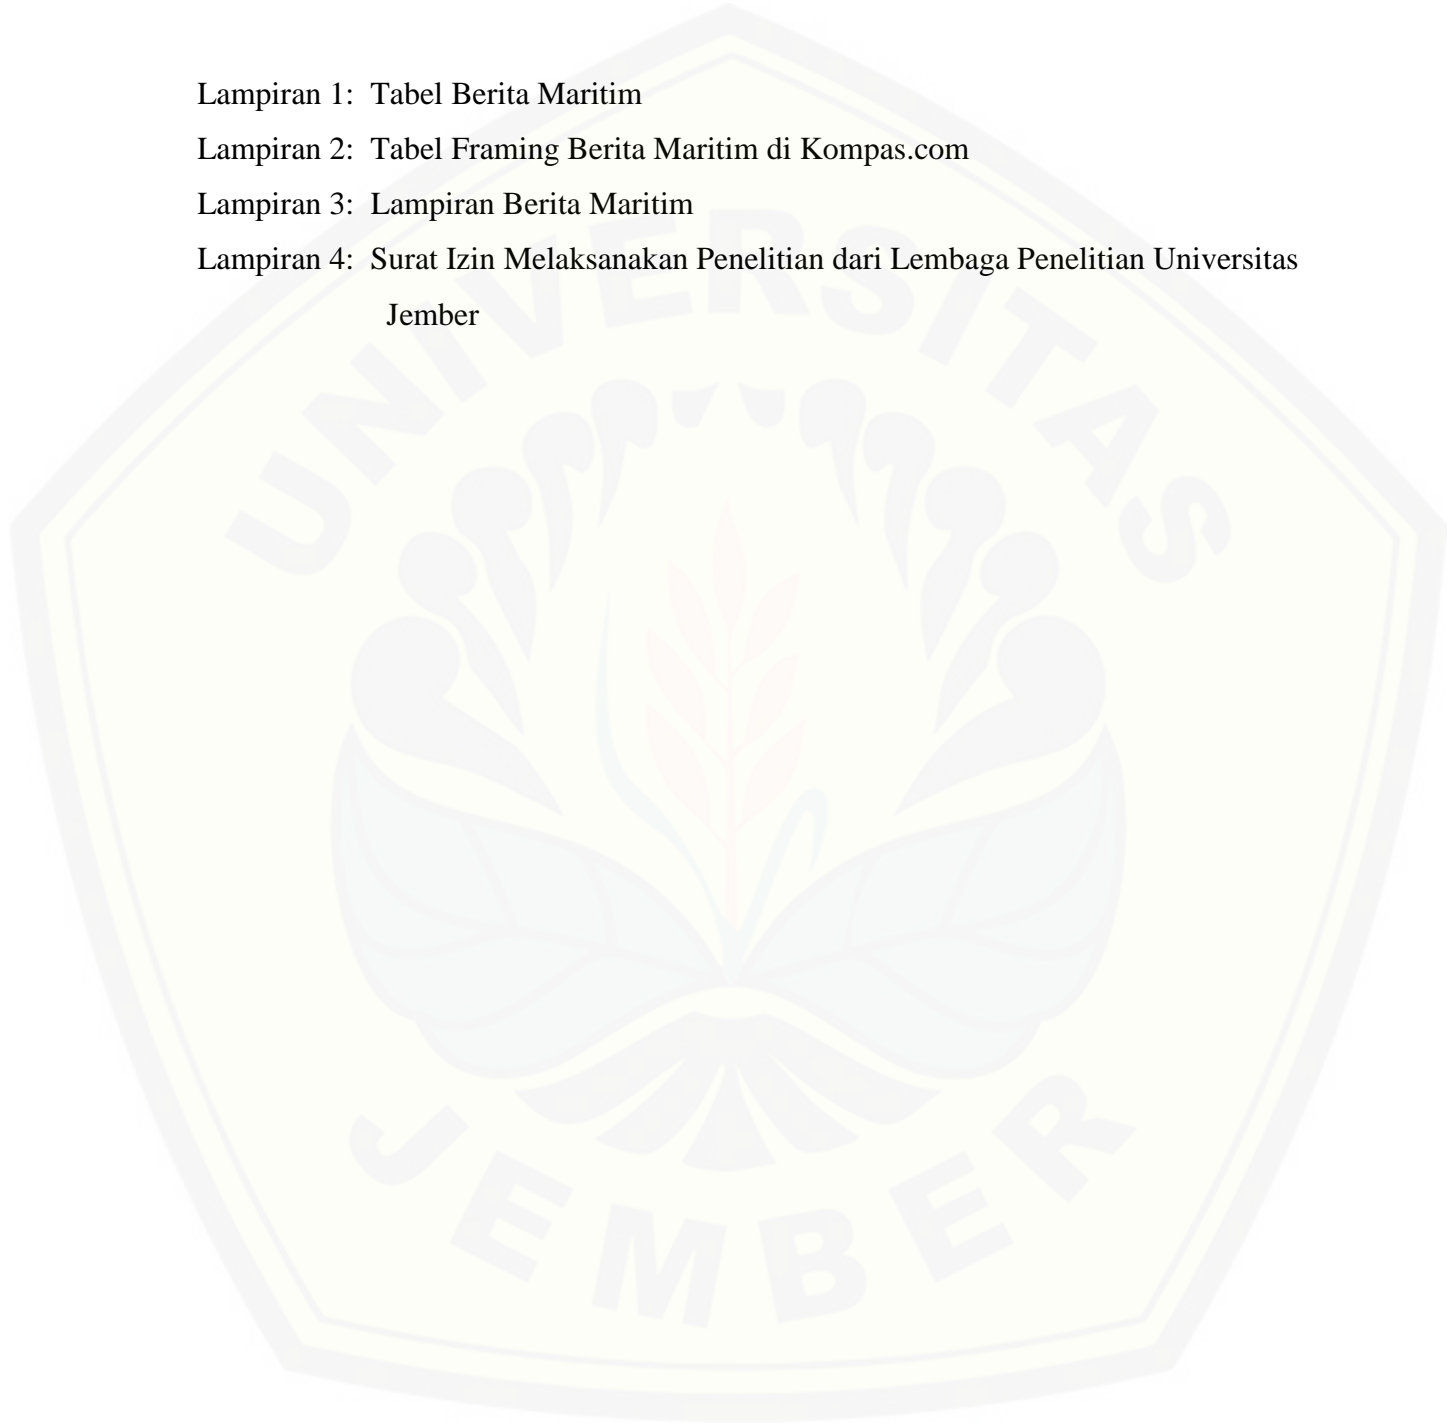 Lampiran 1: Tabel Berita Maritim
Lampiran 2: Tabel Framing Berita Maritim di Kompas.com
Lampiran 3: Lampiran Berita Maritim
Lampiran 4: Surat Izin Melaksanakan Penelitian dari Lembaga Penelitian Universitas
Jember
UNIVERSITAS
JEMBER